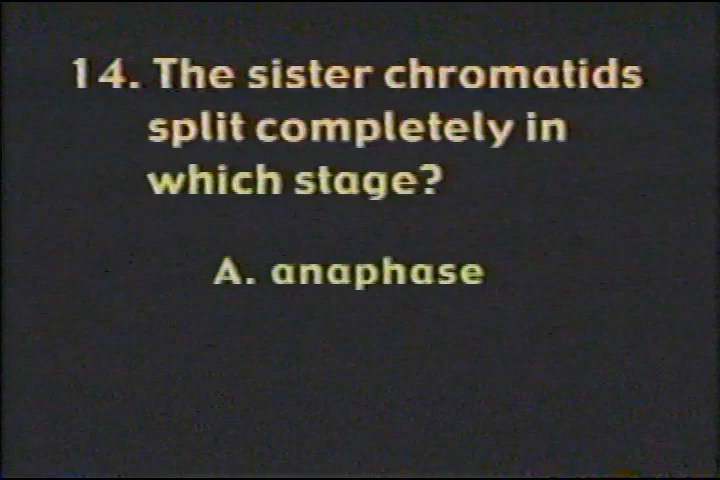 14. The sister chromatids
split completely in
which stage?
A. anaphase